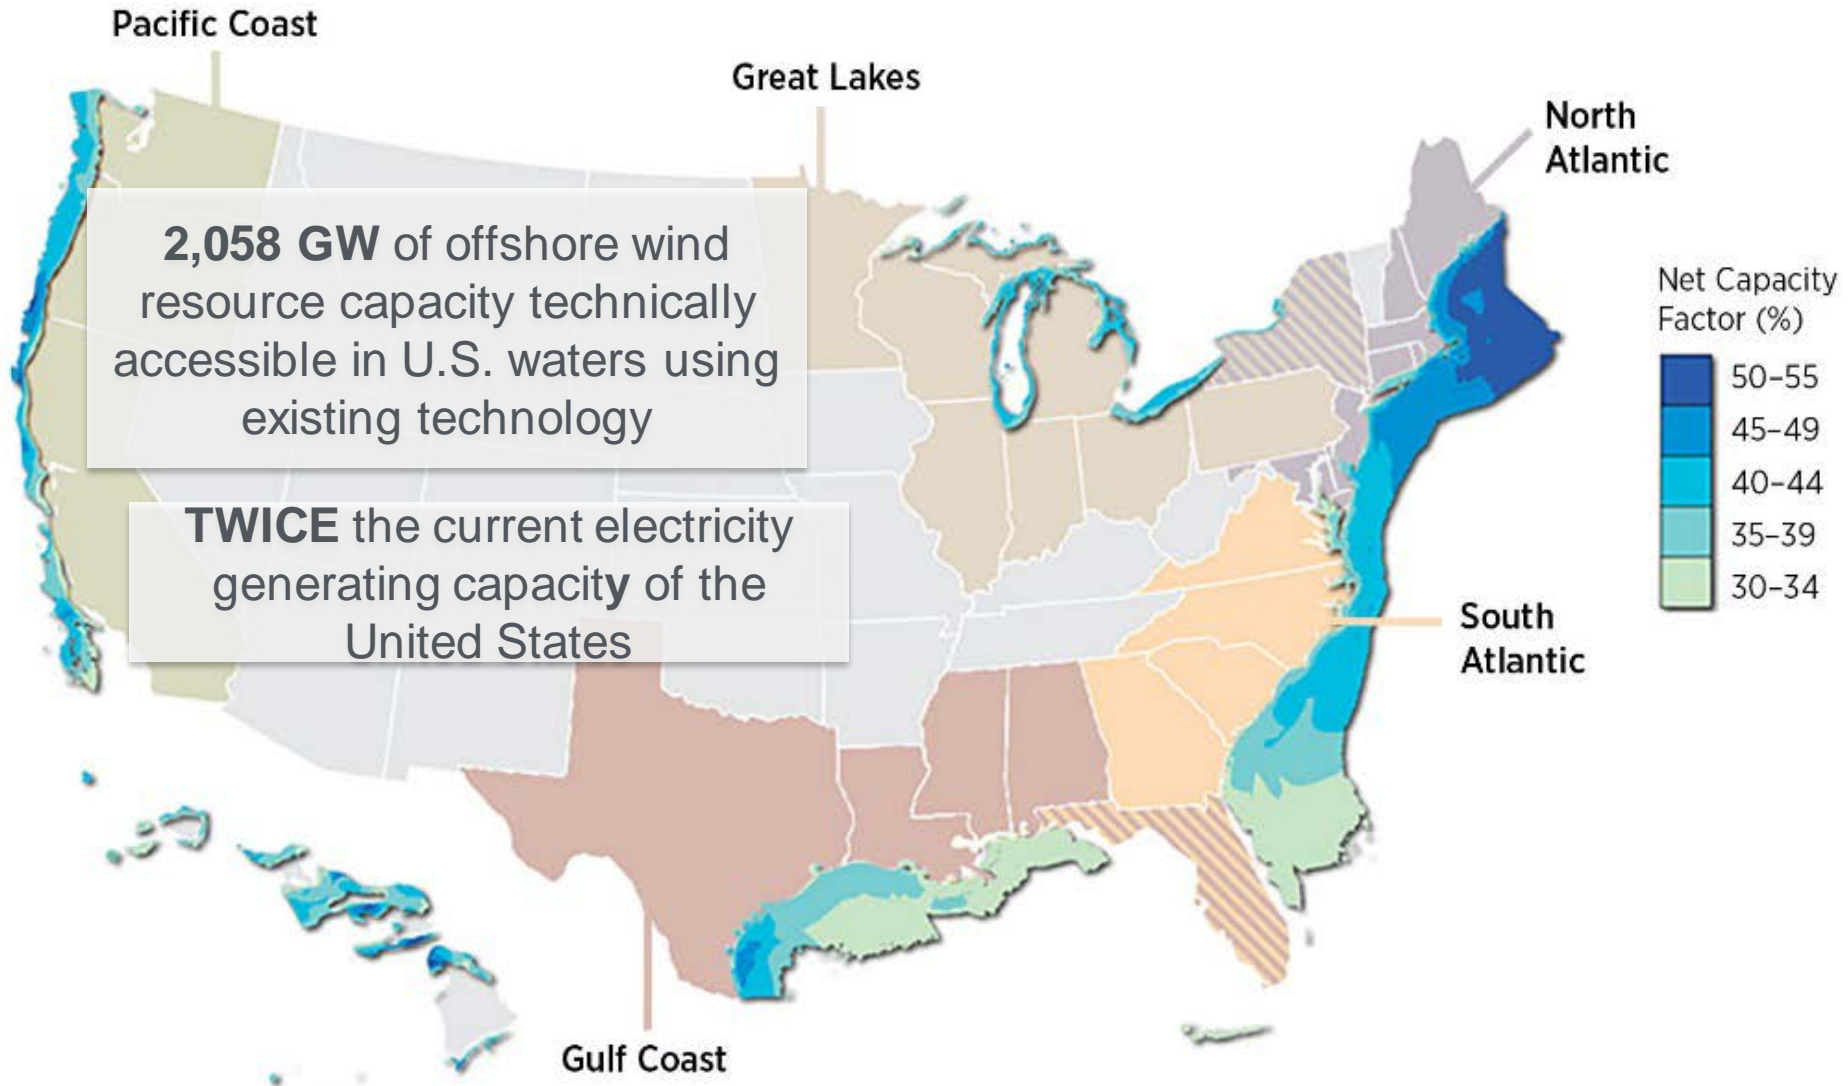 Pacific Coast
Great Lakes
North
Atlantic
2,058 GW of offshore wind
resource capacity technically
accessible in U.S. waters using
existing technology
Net Capacity
Factor (%)
50–55
45–49
40–44
35–39
30–34
TWICE the current electricity
generating capacity of the
United States
South
Atlantic
Gulf Coast